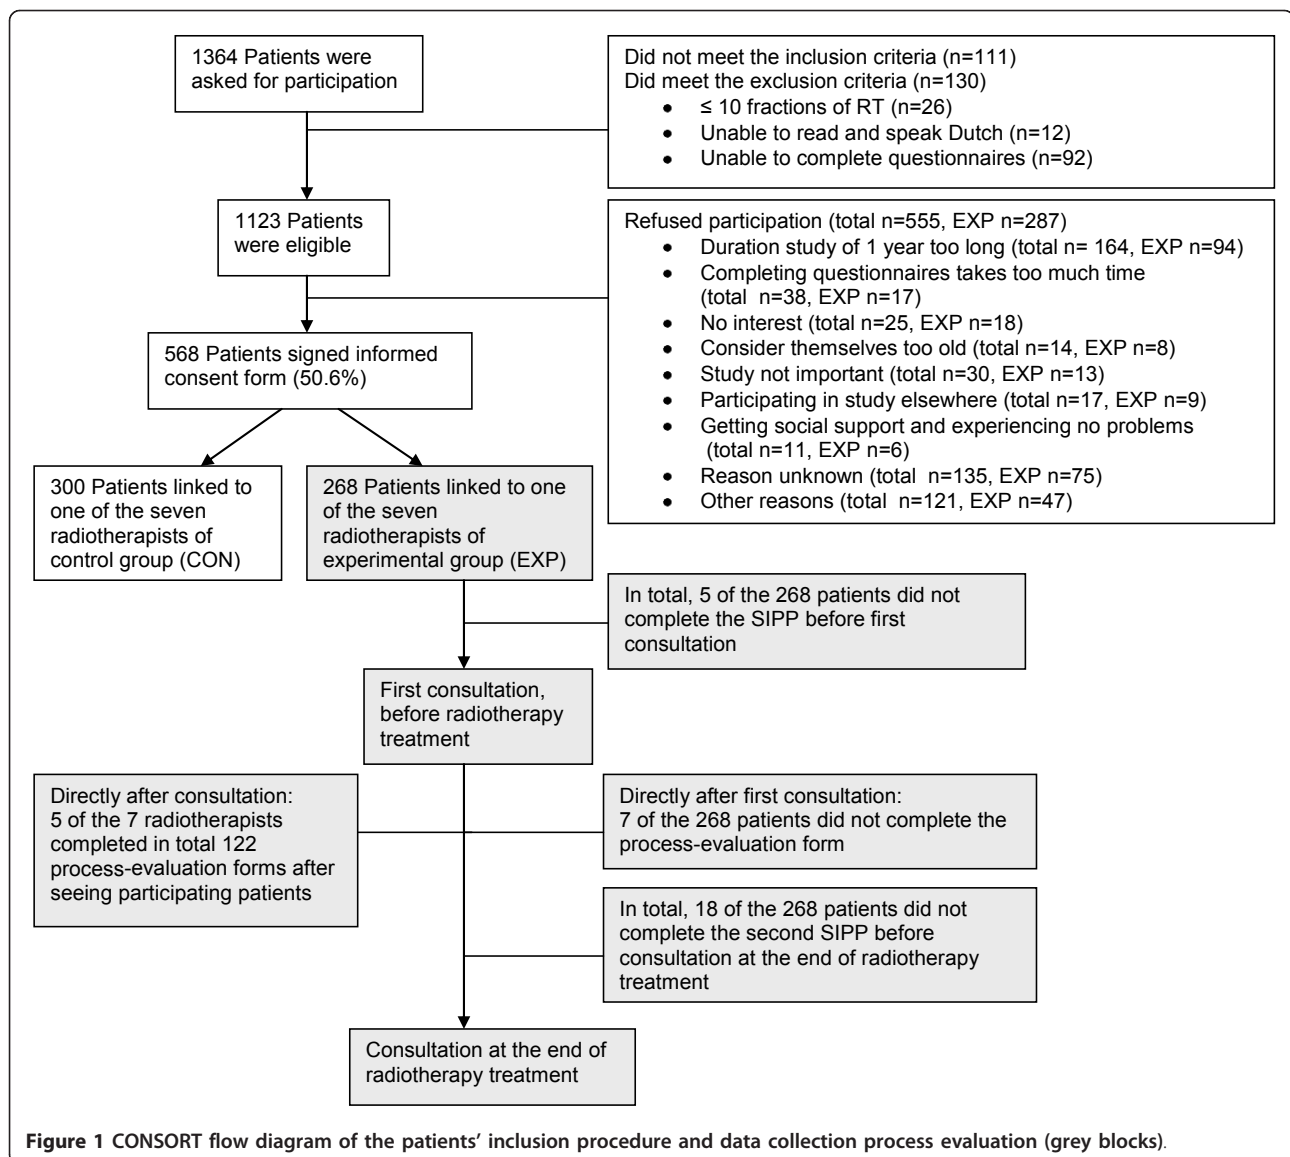 1364 Patients were
asked for participation
Did not meet the inclusion criteria (n=111)
Did meet the exclusion criteria (n=130)
• ≤ 10 fractions of RT (n=26)
• Unable to read and speak Dutch (n=12)
• Unable to complete questionnaires (n=92)
1123 Patients
were eligible
Refused participation (total n=555, EXP n=287)
• Duration study of 1 year too long (total n= 164, EXP n=94)
• Completing questionnaires takes too much time
(total n=38, EXP n=17)
• No interest (total n=25, EXP n=18)
• Consider themselves too old (total n=14, EXP n=8)
• Study not important (total n=30, EXP n=13)
• Participating in study elsewhere (total n=17, EXP n=9)
• Getting social support and experiencing no problems
(total n=11, EXP n=6)
• Reason unknown (total n=135, EXP n=75)
• Other reasons (total n=121, EXP n=47)
568 Patients signed informed
consent form (50.6%)
300 Patients linked to
one of the seven
radiotherapists of
control group (CON)
268 Patients linked to one
of the seven
radiotherapists of
experimental group (EXP)
In total, 5 of the 268 patients did not
complete the SIPP before first
consultation
First consultation,
before radiotherapy
treatment
Directly after consultation:
5 of the 7 radiotherapists
completed in total 122
process-evaluation forms after
seeing participating patients
Directly after first consultation:
7 of the 268 patients did not complete the
process-evaluation form
In total, 18 of the 268 patients did not
complete the second SIPP before
consultation at the end of radiotherapy
treatment
Consultation at the end of
radiotherapy treatment
Figure 1 CONSORT flow diagram of the patients' inclusion procedure and data collection process evaluation (grey blocks).